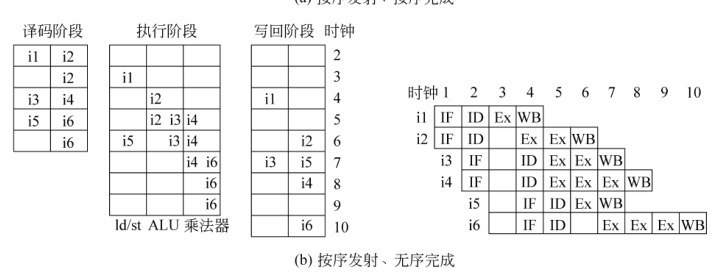 (a) 按序发射、按序完成
译码阶段 执行阶段 写回阶段 时钟
i1 i2 2
i2 i1 3
i3 i4 i2 i1 4
i5 i6 i2 i3 i4 5
i6 i5 i3 i4 i2 6
i4 i6 i3 i5 7
i6 i4 8
i6 9
i6 10
ld/st ALU 乘法器
时钟 1 2 3 4 5 6 7 8 9 10
i1 IF ID Ex WB
i2 IF ID Ex Ex WB
i3 IF ID Ex Ex WB
i4 IF ID Ex Ex Ex WB
i5 IF ID Ex WB
i6 IF ID Ex Ex Ex WB
(b) 按序发射、无序完成